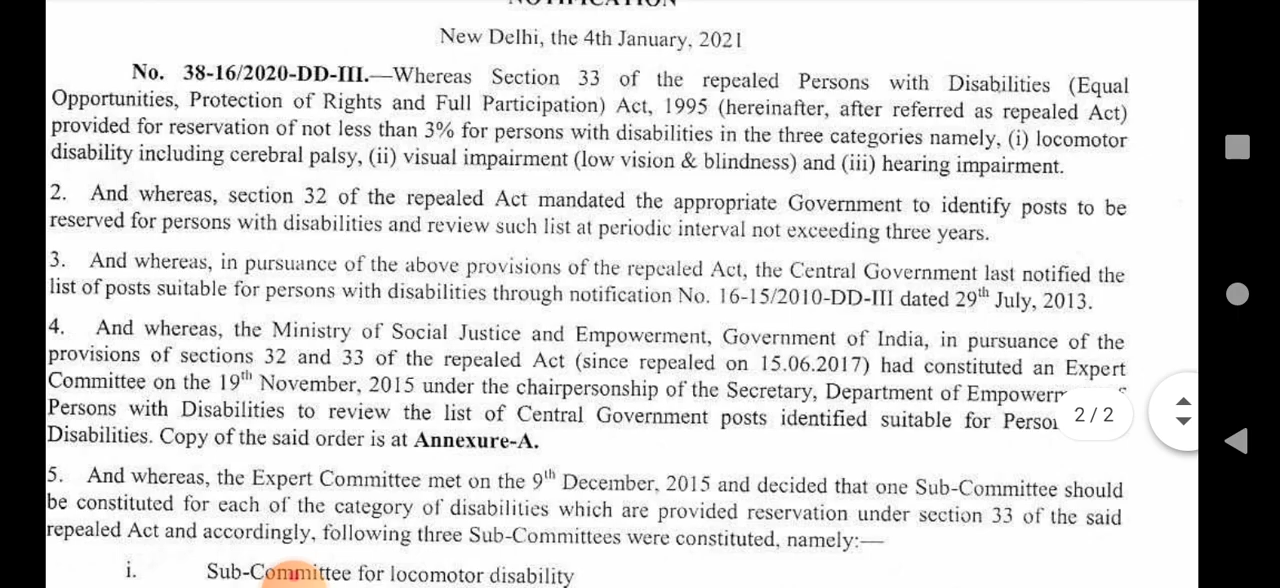 NOTIFICATION
New Delhi, the 4th January, 2021
No. 38-16/2020-DD-III.—Whereas Section 33 of the repealed Persons with Disabilities (Equal
Opportunities, Protection of Rights and Full Participation) Act, 1995 (hereinafter, after referred as repealed Act)
provided for reservation of not less than 3% for persons with disabilities in the three categories namely, (i) locomotor
disability including cerebral palsy, (ii) visual impairment (low vision & blindness) and (iii) hearing impairment.
2. And whereas, section 32 of the repealed Act mandated the appropriate Government to identify posts to be
reserved for persons with disabilities and review such list at periodic interval not exceeding three years.
3. And whereas, in pursuance of the above provisions of the repealed Act, the Central Government last notified the
list of posts suitable for persons with disabilities through notification No. 16-15/2010-DD-III dated 29th July, 2013.
4. And whereas, the Ministry of Social Justice and Empowerment, Government of India, in pursuance of the
provisions of sections 32 and 33 of the repealed Act (since repealed on 15.06.2017) had constituted an Expert
Committee on the 19th November, 2015 under the chairpersonship of the Secretary, Department of
Persons with Disabilities to review the list of Central Government posts identified suitable for
2 / 2
Disabilities. Copy of the said order is at Annexure-A.
5. And whereas, the Expert Committee met on the 9th December, 2015 and decided that one Sub-Committee should
be constituted for each of the category of disabilities which are provided reservation under section 33 of the said
repealed Act and accordingly, following three Sub-Committees were constituted, namely:—
i. Sub-Committee for locomotor disability